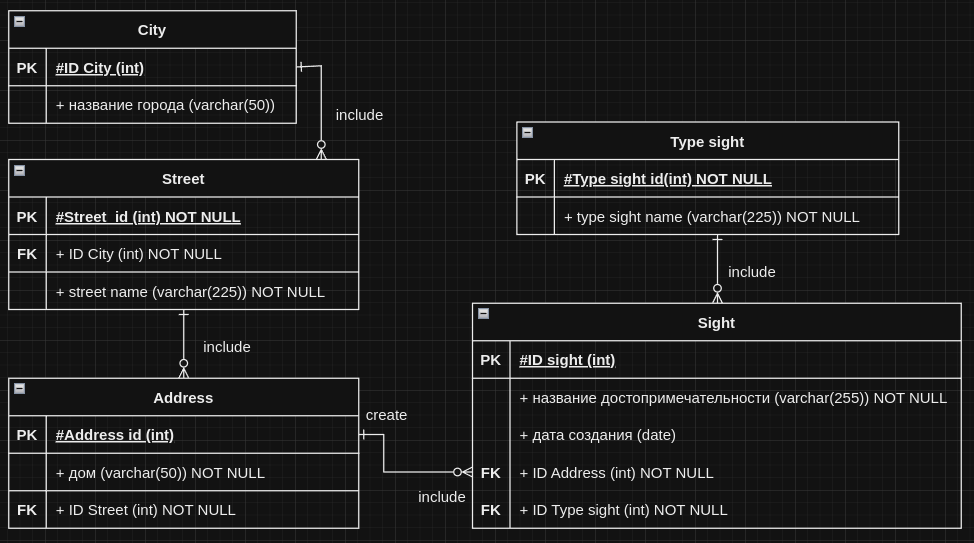 City
PK #ID City (int)
+ название города (varchar(50))
include
Street
PK #Street_id (int) NOT NULL
FK + ID City (int) NOT NULL
+ street name (varchar(225)) NOT NULL
include
Address
PK #Address id (int)
+ дом (varchar(50)) NOT NULL
FK + ID Street (int) NOT NULL
create
include
Type sight
PK #Type sight id(int) NOT NULL
+ type sight name (varchar(225)) NOT NULL
include
Sight
PK #ID sight (int)
+ название достопримечательности (varchar(255)) NOT NULL
+ дата создания (date)
FK + ID Address (int) NOT NULL
FK + ID Type sight (int) NOT NULL